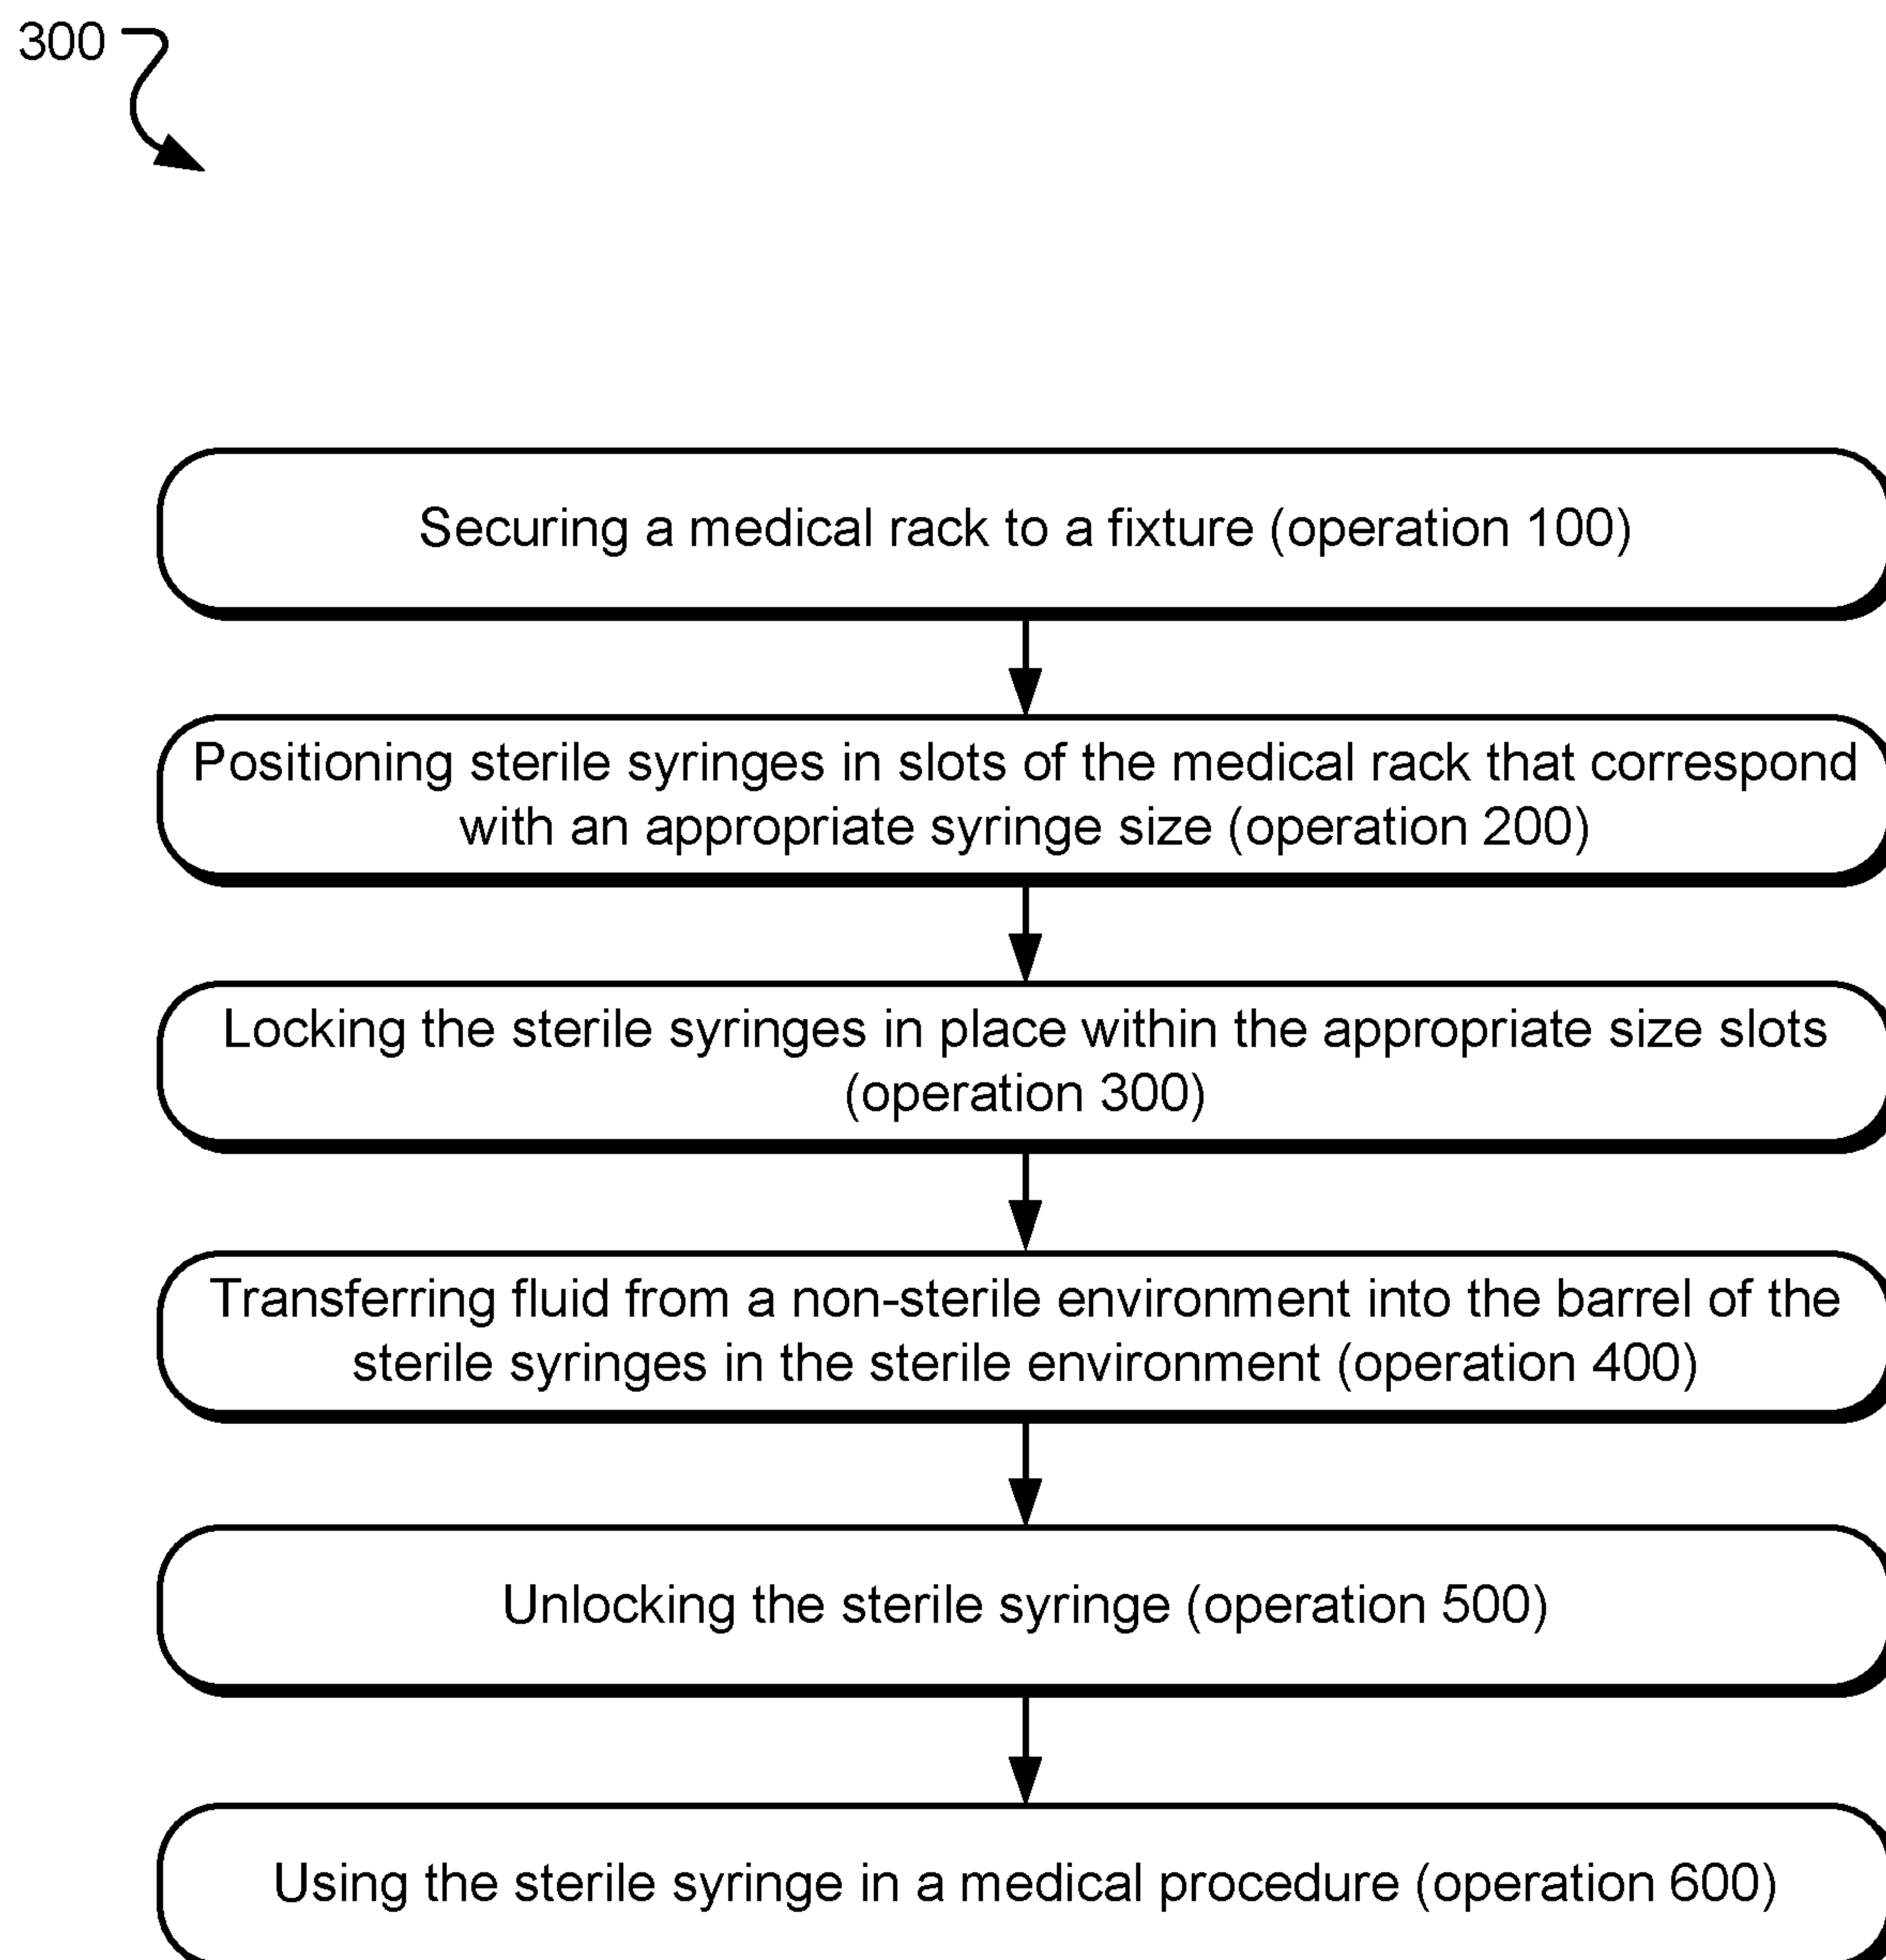 300
Securing a medical rack to a fixture (operation 100)
Positioning sterile syringes in slots of the medical rack that correspond
with an appropriate syringe size (operation 200)
Locking the sterile syringes in place within the appropriate size slots
(operation 300)
Transferring fluid from a non-sterile environment into the barrel of the
sterile syringes in the sterile environment (operation 400)
Unlocking the sterile syringe (operation 500)
Using the sterile syringe in a medical procedure (operation 600)